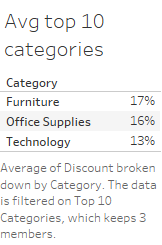 Avg top 10
categories
Category
Furniture 17%
Office Supplies 16%
Technology 13%
Average of Discount broken
down by Category. The data
is filtered on Top 10
Categories, which keeps 3
members.